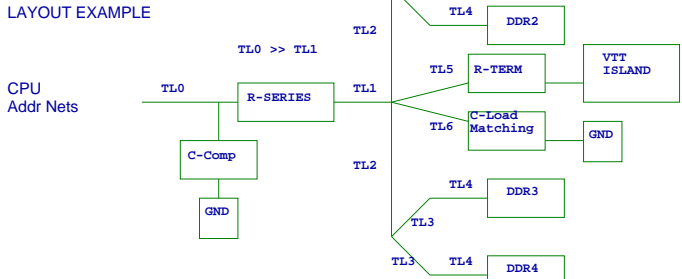 LAYOUT EXAMPLE
TL4
DDR2
TL2
TL0 >> TL1
TL5
R-TERM
VTT
ISLAND
CPU
Addr Nets
TL0
R-SERIES
TL1
C-Load
Matching
TL6
GND
C-Comp
TL2
GND
TL4
DDR3
TL3
TL3
TL4
DDR4